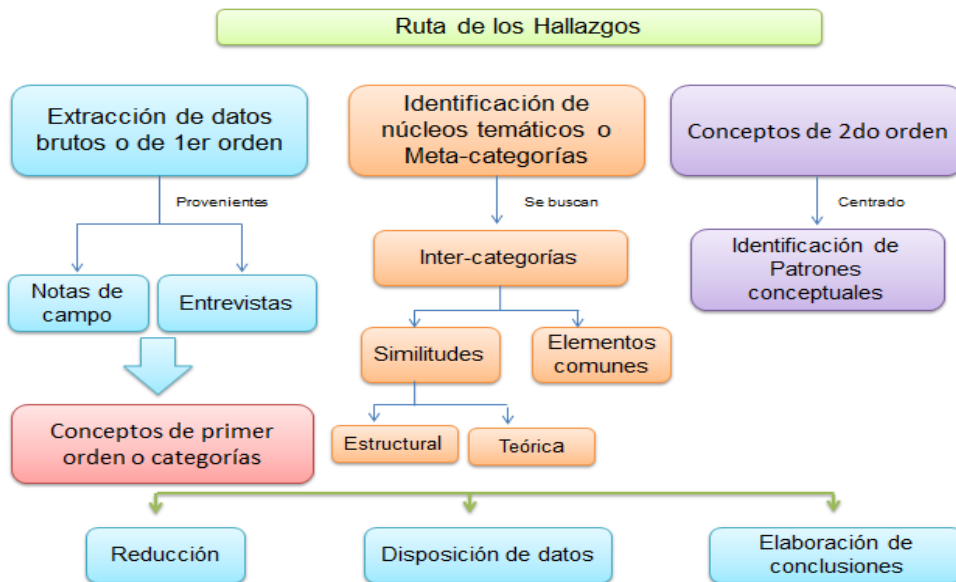 Ruta de los Hallazgos
Extracción de datos
brutos o de 1er orden
Provenientes
Notas de
campo
Entrevistas
Conceptos de primer
orden o categorías
Identificación de
núcleos temáticos o
Meta-categorías
Se buscan
Inter-categorías
Similitudes
Elementos
comunes
Estructural
Teórica
Conceptos de 2do orden
Centrado
Identificación de
Patrones
conceptuales
Reducción
Disposición de datos
Elaboración de
conclusiones